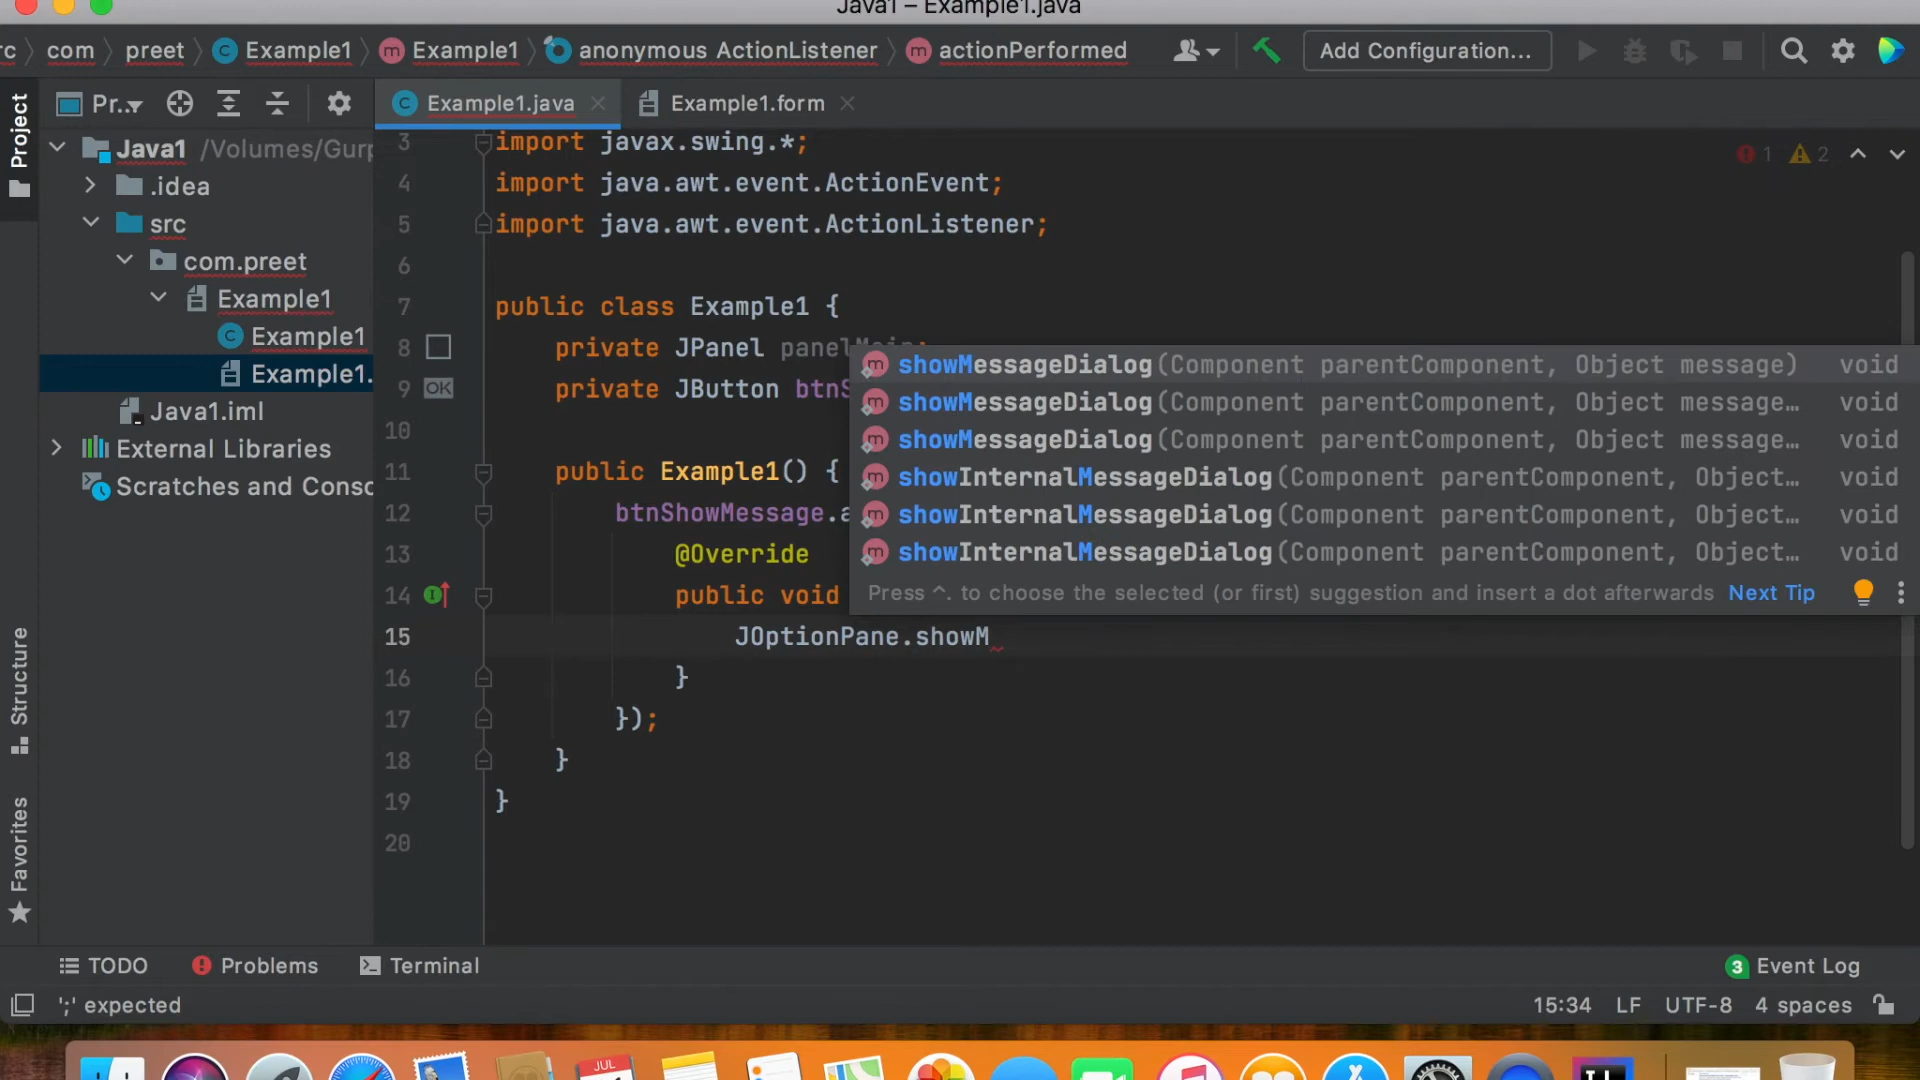 Java1 – Example1.java
rc com preet Example1 Example1 anonymous ActionListener actionPerformed Add Configuration...
Project
Pr...
Example1.java
Example1.form
Java1 /Volumes/Gurp
.idea
src
com.preet
Example1
Example1
Example1.
Java1.iml
External Libraries
Scratches and Consc
Structure
Favorites
1 2
3 import javax.swing.*;
4 import java.awt.event.ActionEvent;
5 import java.awt.event.ActionListener;
6
7 public class Example1 {
8 private JPanel panelMain;
9 OK private JButton btnS
10
11 public Example1() {
12 btnShowMessage.a
13 @Override
14 public void
15 JOptionPane.showM
16 }
17 });
18 }
19 }
20
showMessageDialog(Component parentComponent, Object message) void
showMessageDialog(Component parentComponent, Object message… void
showMessageDialog(Component parentComponent, Object message… void
showInternalMessageDialog(Component parentComponent, Object… void
showInternalMessageDialog(Component parentComponent, Object… void
showInternalMessageDialog(Component parentComponent, Object… void
Press ^. to choose the selected (or first) suggestion and insert a dot afterwards Next Tip
TODO Problems Terminal 3 Event Log
';' expected 15:34 LF UTF-8 4 spaces
JUL